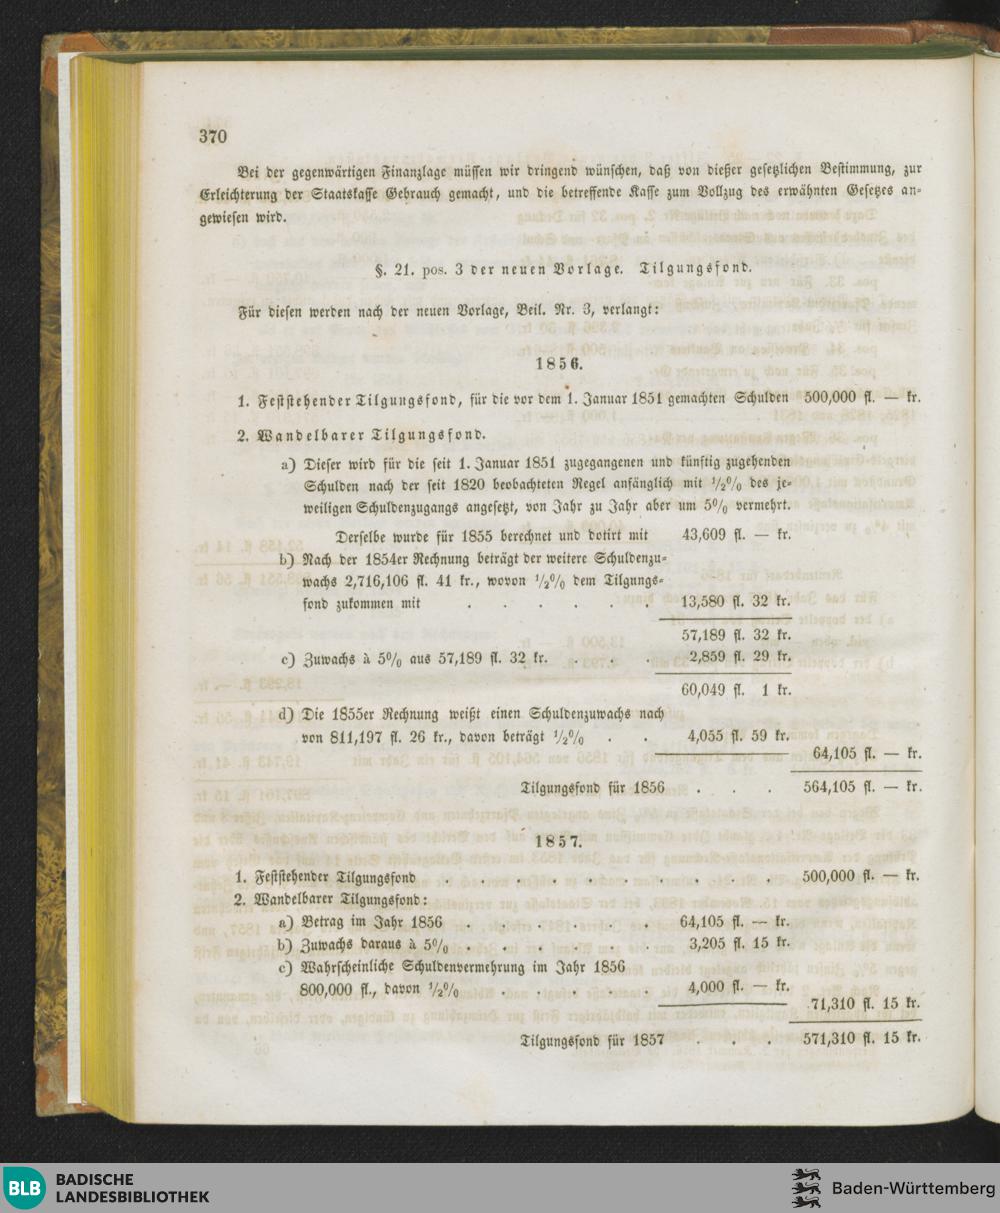 370
Bei der gegenwärtigen Finanzlage müssen wir dringend wünschen, daß von dießer gesetzlichen Bestimmung, zur
Erleichterung der Staatskasse Gebrauch gemacht, und die betreffende Kasse zum Vollzug des erwähnten Gesetzes an-
gewiesen wird.
§. 21. pos. 3 der neuen Vorlage. Tilgungsfond.
Für diesen werden nach der neuen Vorlage, Beil. Nr. 3, verlangt:
1856.
1. Feststehender Tilgungsfond, für die vor dem 1. Januar 1851 gemachten Schulden 500,000 fl. — kr.
2. Wandelbarer Tilgungsfond.
a) Dieser wird für die seit 1. Januar 1851 zugegangenen und künftig zugehenden
Schulden nach der seit 1820 beobachteten Regel anfänglich mit 1/2% des je-
weiligen Schuldenzugangs angesetzt, von Jahr zu Jahr aber um 5% vermehrt.
Derselbe wurde für 1855 berechnet und dotirt mit 43,609 fl. — kr.
b) Nach der 1854er Rechnung beträgt der weitere Schuldenzu-
wachs 2,716,106 fl. 41 kr., wovon 1/2% dem Tilgungs-
fond zukommen mit . . . . . . 13,580 fl. 32 kr.
57,189 fl. 32 kr.
c) Zuwachs à 5% aus 57,189 fl. 32 kr. . . . 2,859 fl. 29 kr.
60,049 fl. 1 kr.
d) Die 1855er Rechnung weißt einen Schuldenzuwachs nach
von 811,197 fl. 26 kr., davon beträgt 1/2% . . 4,055 fl. 59 kr.
64,105 fl. — kr.
Tilgungsfond für 1856 . . . 564,105 fl. — kr.
1857.
1. Feststehender Tilgungsfond . . . . . . . . . . 500,000 fl. — kr.
2. Wandelbarer Tilgungsfond:
a) Betrag im Jahr 1856 . . . . . . 64,105 fl. — kr.
b) Zuwachs daraus à 5% . . . . . . 3,205 fl. 15 kr.
c) Wahrscheinliche Schuldenvermehrung im Jahr 1856
800,000 fl., davon 1/2% . . . . . 4,000 fl. — kr.
71,310 fl. 15 kr.
Tilgungsfond für 1857 . . . 571,310 fl. 15 kr.
BLB BADISCHE
LANDESBIBLIOTHEK
Baden-Württemberg